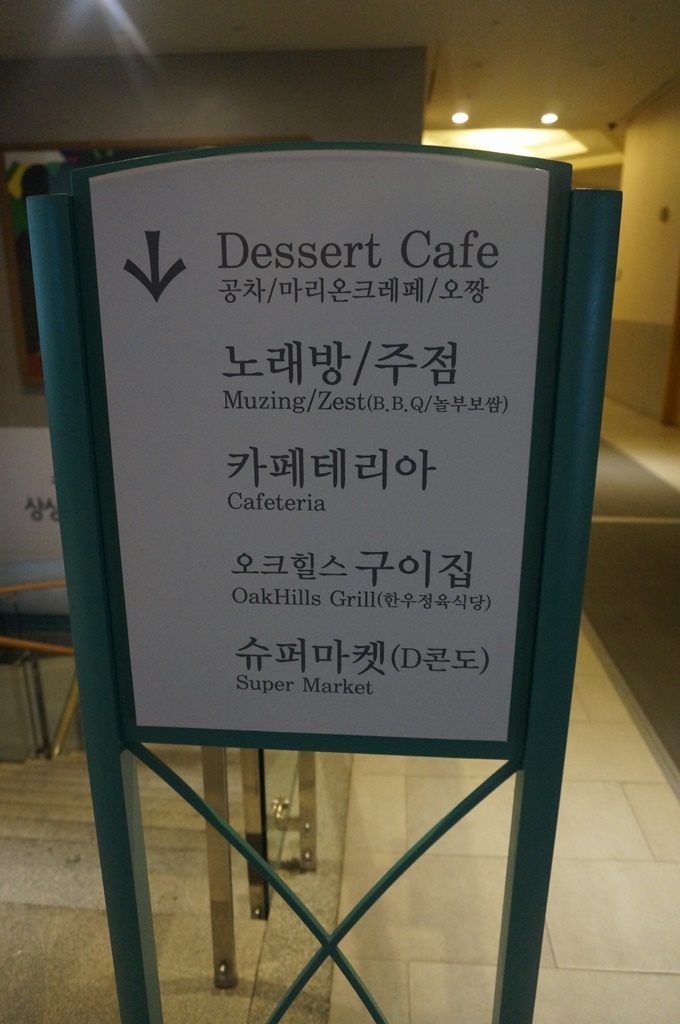 Dessert Cafe
공차/마리온크레페/오짱
노래방/주점
Muzing/Zest(B.B.Q/놀부보쌈)
카페테리아
Cafeteria
오크힐스 구이집
OakHills Grill(한우정육식당)
슈퍼마켓(D콘도)
Super Market